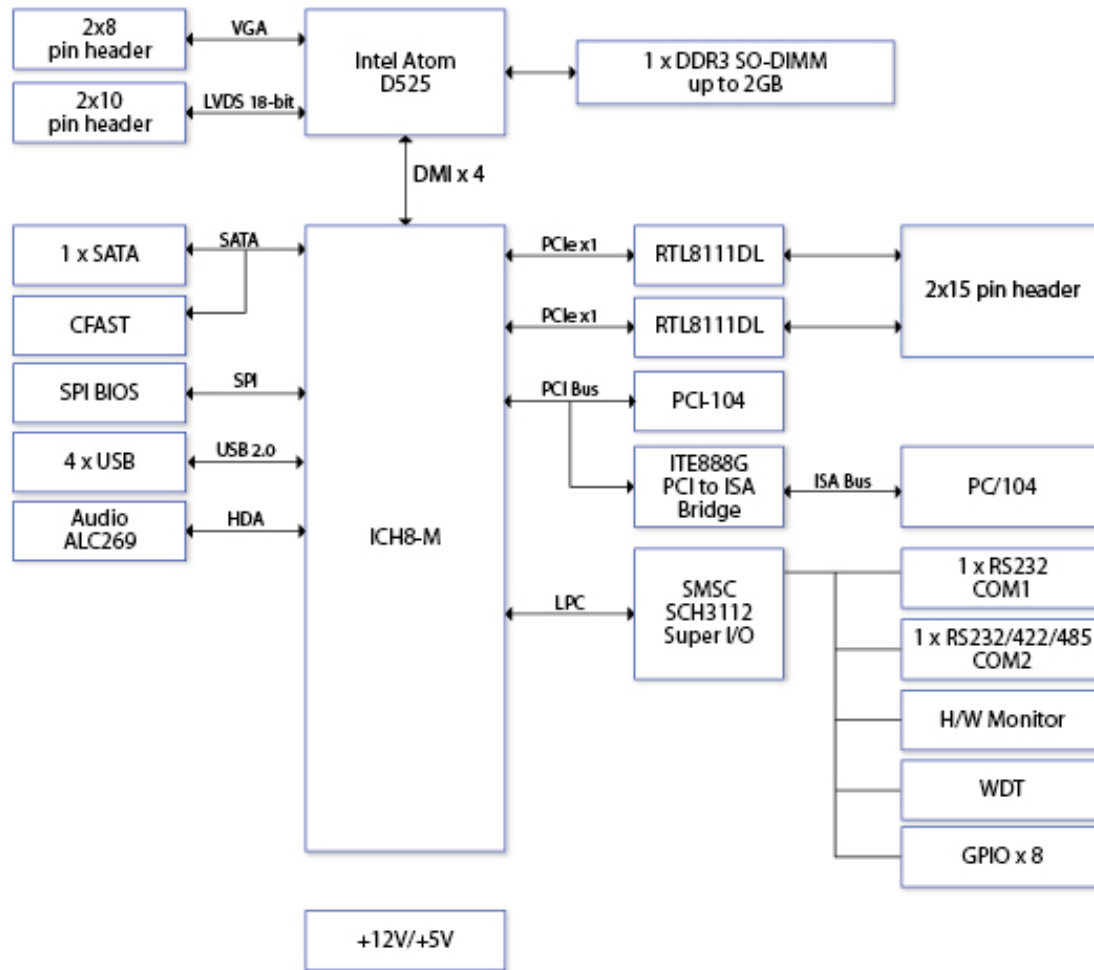 2x8
pin header
VGA
Intel Atom
D525
1 x DDR3 SO-DIMM
up to 2GB
2x10
pin header
LVDS 18-bit
DMI x 4
1 x SATA
SATA
CFAST
SPI BIOS
SPI
4 x USB
USB 2.0
Audio
ALC269
HDA
ICH8-M
PCIe x1
RTL8111DL
2x15 pin header
PCIe x1
RTL8111DL
PCI Bus
PCI-104
ITE888G
PCI to ISA
Bridge
ISA Bus
PC/104
LPC
SMSC
SCH3112
Super I/O
1 x RS232
COM1
1 x RS232/422/485
COM2
H/W Monitor
WDT
GPIO x 8
+12V/+5V